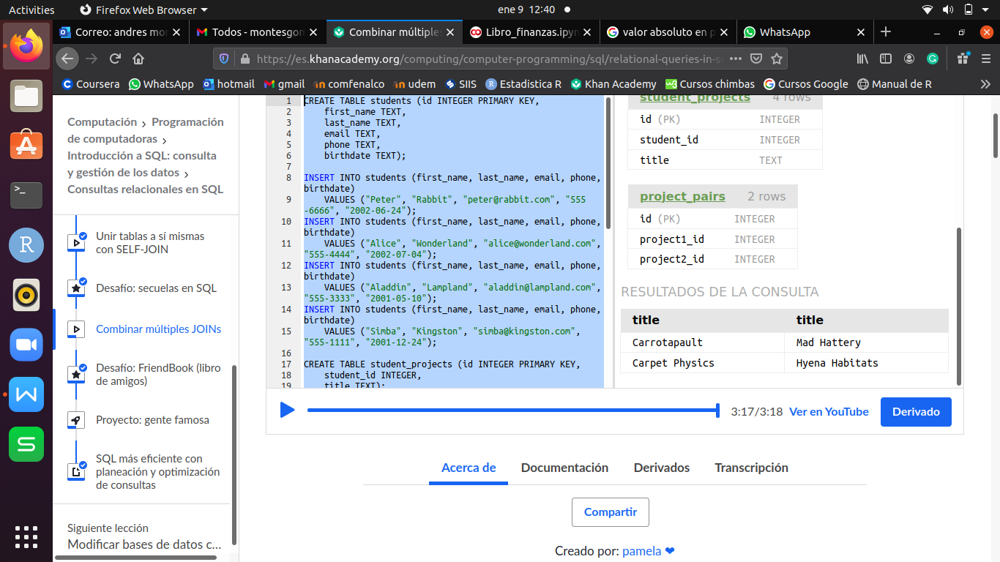 Activities
Firefox Web Browser
ene 9 12:40
Correo: andres mo
Todos - montesgom
Combinar múltiples
Libro_finanzas.ipyn
valor absoluto en p
WhatsApp
https://es.khanacademy.org/computing/computer-programming/sql/relational-queries-in-sq
Coursera
WhatsApp
hotmail
gmail
comfenalco
udem
SIIS
Estadistica R
Khan Academy
Cursos chimbas
Cursos Google
Manual de R
Computación > Programación
de computadoras >
Introducción a SQL: consulta
y gestión de los datos >
Consultas relacionales en SQL
Unir tablas a sí mismas
con SELF-JOIN
Desafío: secuelas en SQL
Combinar múltiples JOINs
Desafío: FriendBook (libro
de amigos)
Proyecto: gente famosa
SQL más eficiente con
planeación y optimización
de consultas
Siguiente lección
Modificar bases de datos c...
1 CREATE TABLE students (id INTEGER PRIMARY KEY,
2 first_name TEXT,
3 last_name TEXT,
4 email TEXT,
5 phone TEXT,
6 birthdate TEXT);
7
8 INSERT INTO students (first_name, last_name, email, phone,
birthdate)
9 VALUES ("Peter", "Rabbit", "peter@rabbit.com", "555
-6666", "2002-06-24");
10 INSERT INTO students (first_name, last_name, email, phone,
birthdate)
11 VALUES ("Alice", "Wonderland", "alice@wonderland.com",
"555-4444", "2002-07-04");
12 INSERT INTO students (first_name, last_name, email, phone,
birthdate)
13 VALUES ("Aladdin", "Lampland", "aladdin@lampland.com",
"555-3333", "2001-05-10");
14 INSERT INTO students (first_name, last_name, email, phone,
birthdate)
15 VALUES ("Simba", "Kingston", "simba@kingston.com",
"555-1111", "2001-12-24");
16
17 CREATE TABLE student_projects (id INTEGER PRIMARY KEY,
18 student_id INTEGER,
19 title TEXT);
student_projects 4 rows
id (PK) INTEGER
student_id INTEGER
title TEXT
project_pairs 2 rows
id (PK) INTEGER
project1_id INTEGER
project2_id INTEGER
RESULTADOS DE LA CONSULTA
title title
Carrotapault Mad Hattery
Carpet Physics Hyena Habitats
3:17/3:18 Ver en YouTube Derivado
Acerca de Documentación Derivados Transcripción
Compartir
Creado por: pamela ❤